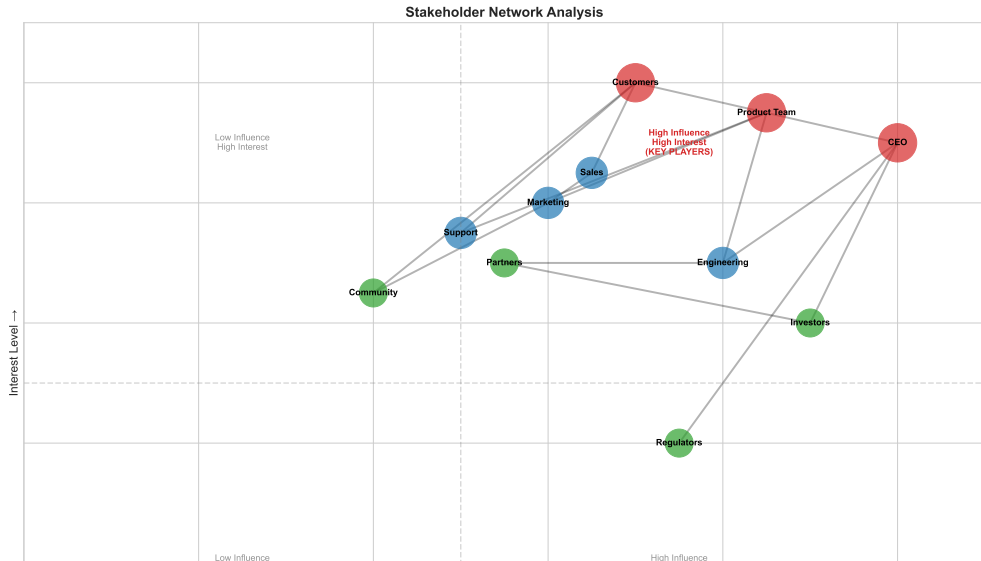 Stakeholder Network Analysis
Customers
Product Team
Low Influence
High Interest
High Influence
High Interest
(KEY PLAYERS)
CEO
Sales
Marketing
Support
Partners
Engineering
Community
Investors
Interest Level →
Regulators
Low Influence
High Influence